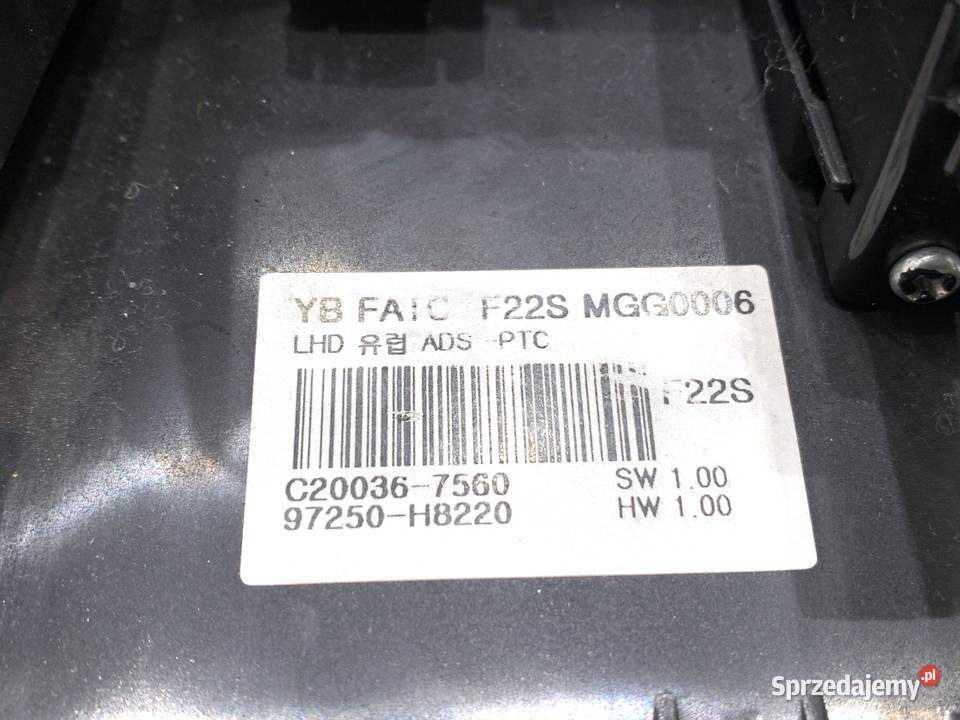 YB FATC F22S MGG0006
LHD 유럽 ADS -PTC
F22S
C20036-7560
SW 1.00
97250-H8220
HW 1.00
Sprzedajemy.pl